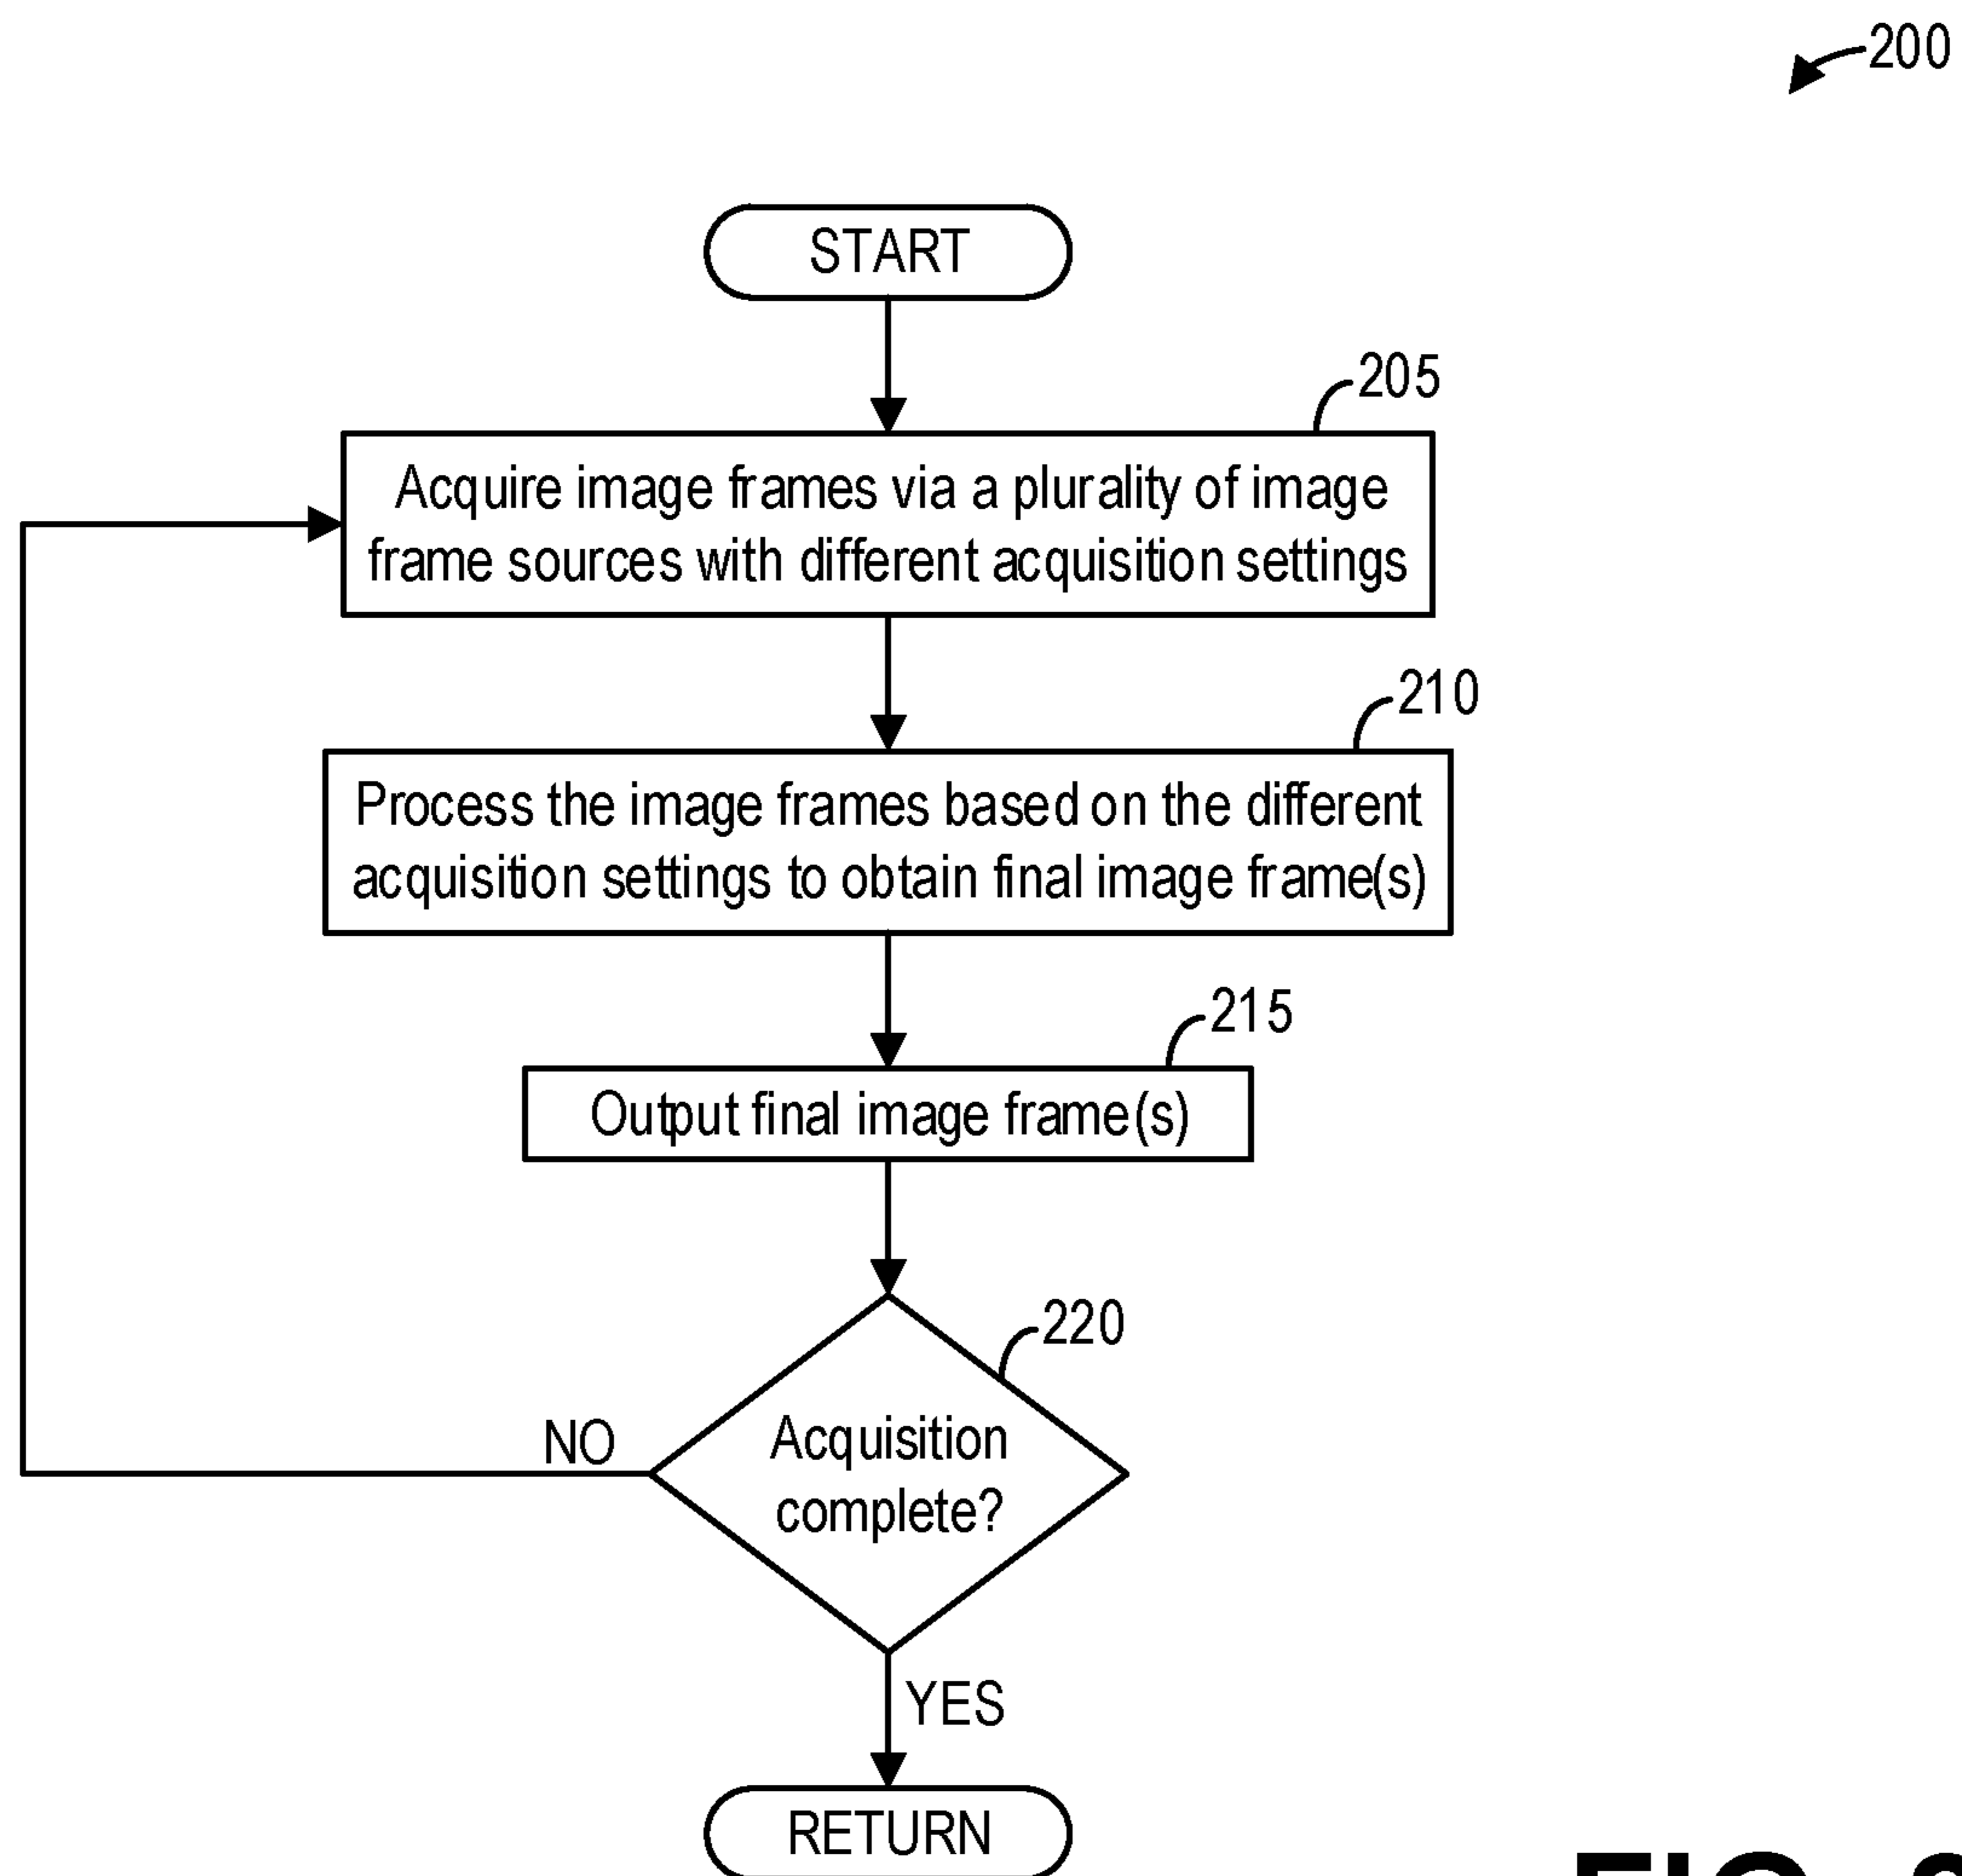 200
START
205
Acquire image frames via a plurality of image
frame sources with different acquisition settings
210
Process the image frames based on the different
acquisition settings to obtain final image frame(s)
215
Output final image frame(s)
220
Acquisition
complete?
NO
YES
RETURN